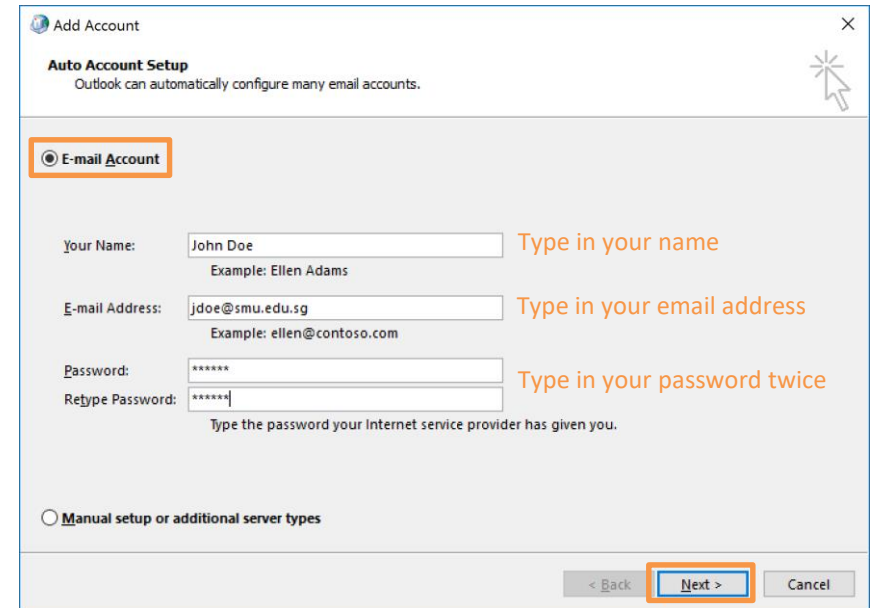 Add Account
Auto Account Setup
Outlook can automatically configure many email accounts.
E-mail Account
Your Name: John Doe Type in your name
Example: Ellen Adams
E-mail Address: jdoe@smu.edu.sg Type in your email address
Example: ellen@contoso.com
Password: ******
Type in your password twice
Retype Password: ******
Type the password your Internet service provider has given you.
Manual setup or additional server types
< Back Next > Cancel